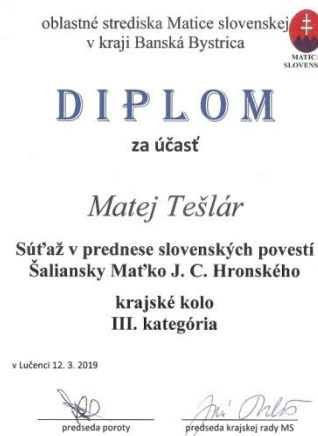 oblastné strediska Matice slovenskej
v kraji Banská Bystrica
MATICA
SLOVENSK
DIPLOM
za účasť
Matej Tešlár
Súťaž v prednese slovenských povestí
Šaliansky Maťko J. C. Hronského
krajské kolo
III. kategória
v Lučenci 12. 3. 2019
predseda poroty
predseda krajskej rady MS